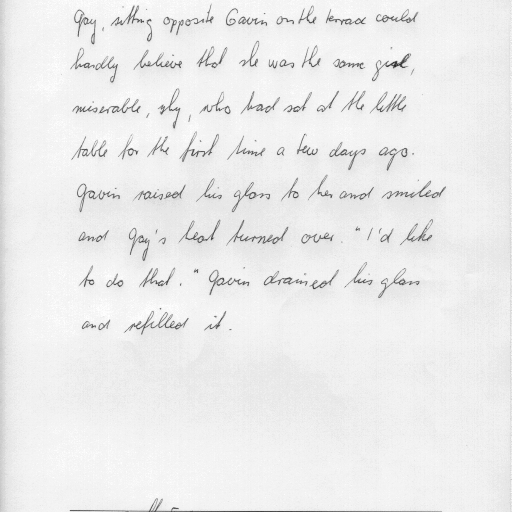 Gay, sitting opposite Gavin on the terrace could
hardly believe that she was the same girl,
miserable, shy, who had sat at the little
table for the first time a few days ago.
Gavin raised his glass to her and smiled
and Gay's heat turned over. "I'd like
to do that." Gavin drained his glass
and refilled it.